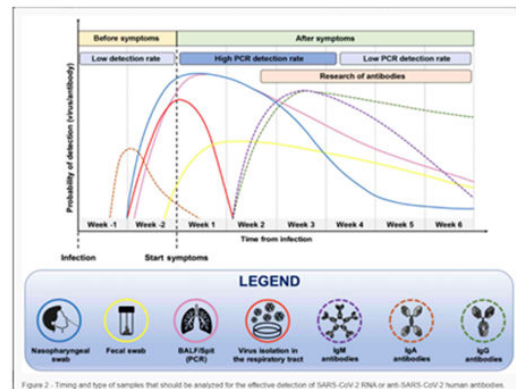 Before symptoms
After symptoms
Low detection rate
High PCR detection rate
Low PCR detection rate
Research of antibodies
Probability of detection (virus/antibody)
Week -1
Week -2
Week 1
Week 2
Week 3
Week 4
Week 5
Week 6
Time from infection
Infection
Start symptoms
LEGEND
Nasopharyngeal
swab
Fecal swab
BALF/Spit
(PCR)
Virus isolation in
the respiratory tract
IgM
antibodies
IgA
antibodies
IgG
antibodies
Figure 2 - Timing and type of samples that should be analyzed for the effective detection of SARS-CoV-2 RNA or anti-SARS-CoV-2 human antibodies.